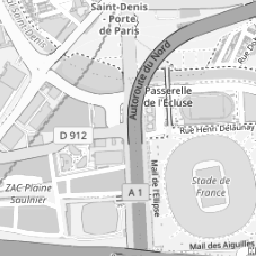 Saint-Denis
Porte
de Paris
Autoroute du Nord
Passerelle
de l'Écluse
Rue Henri Delaunay
D 912
Mail de l'Ellipse
ZAC Plaine
Saulnier
A 1
Stade de
France
Mail des Aiguilles